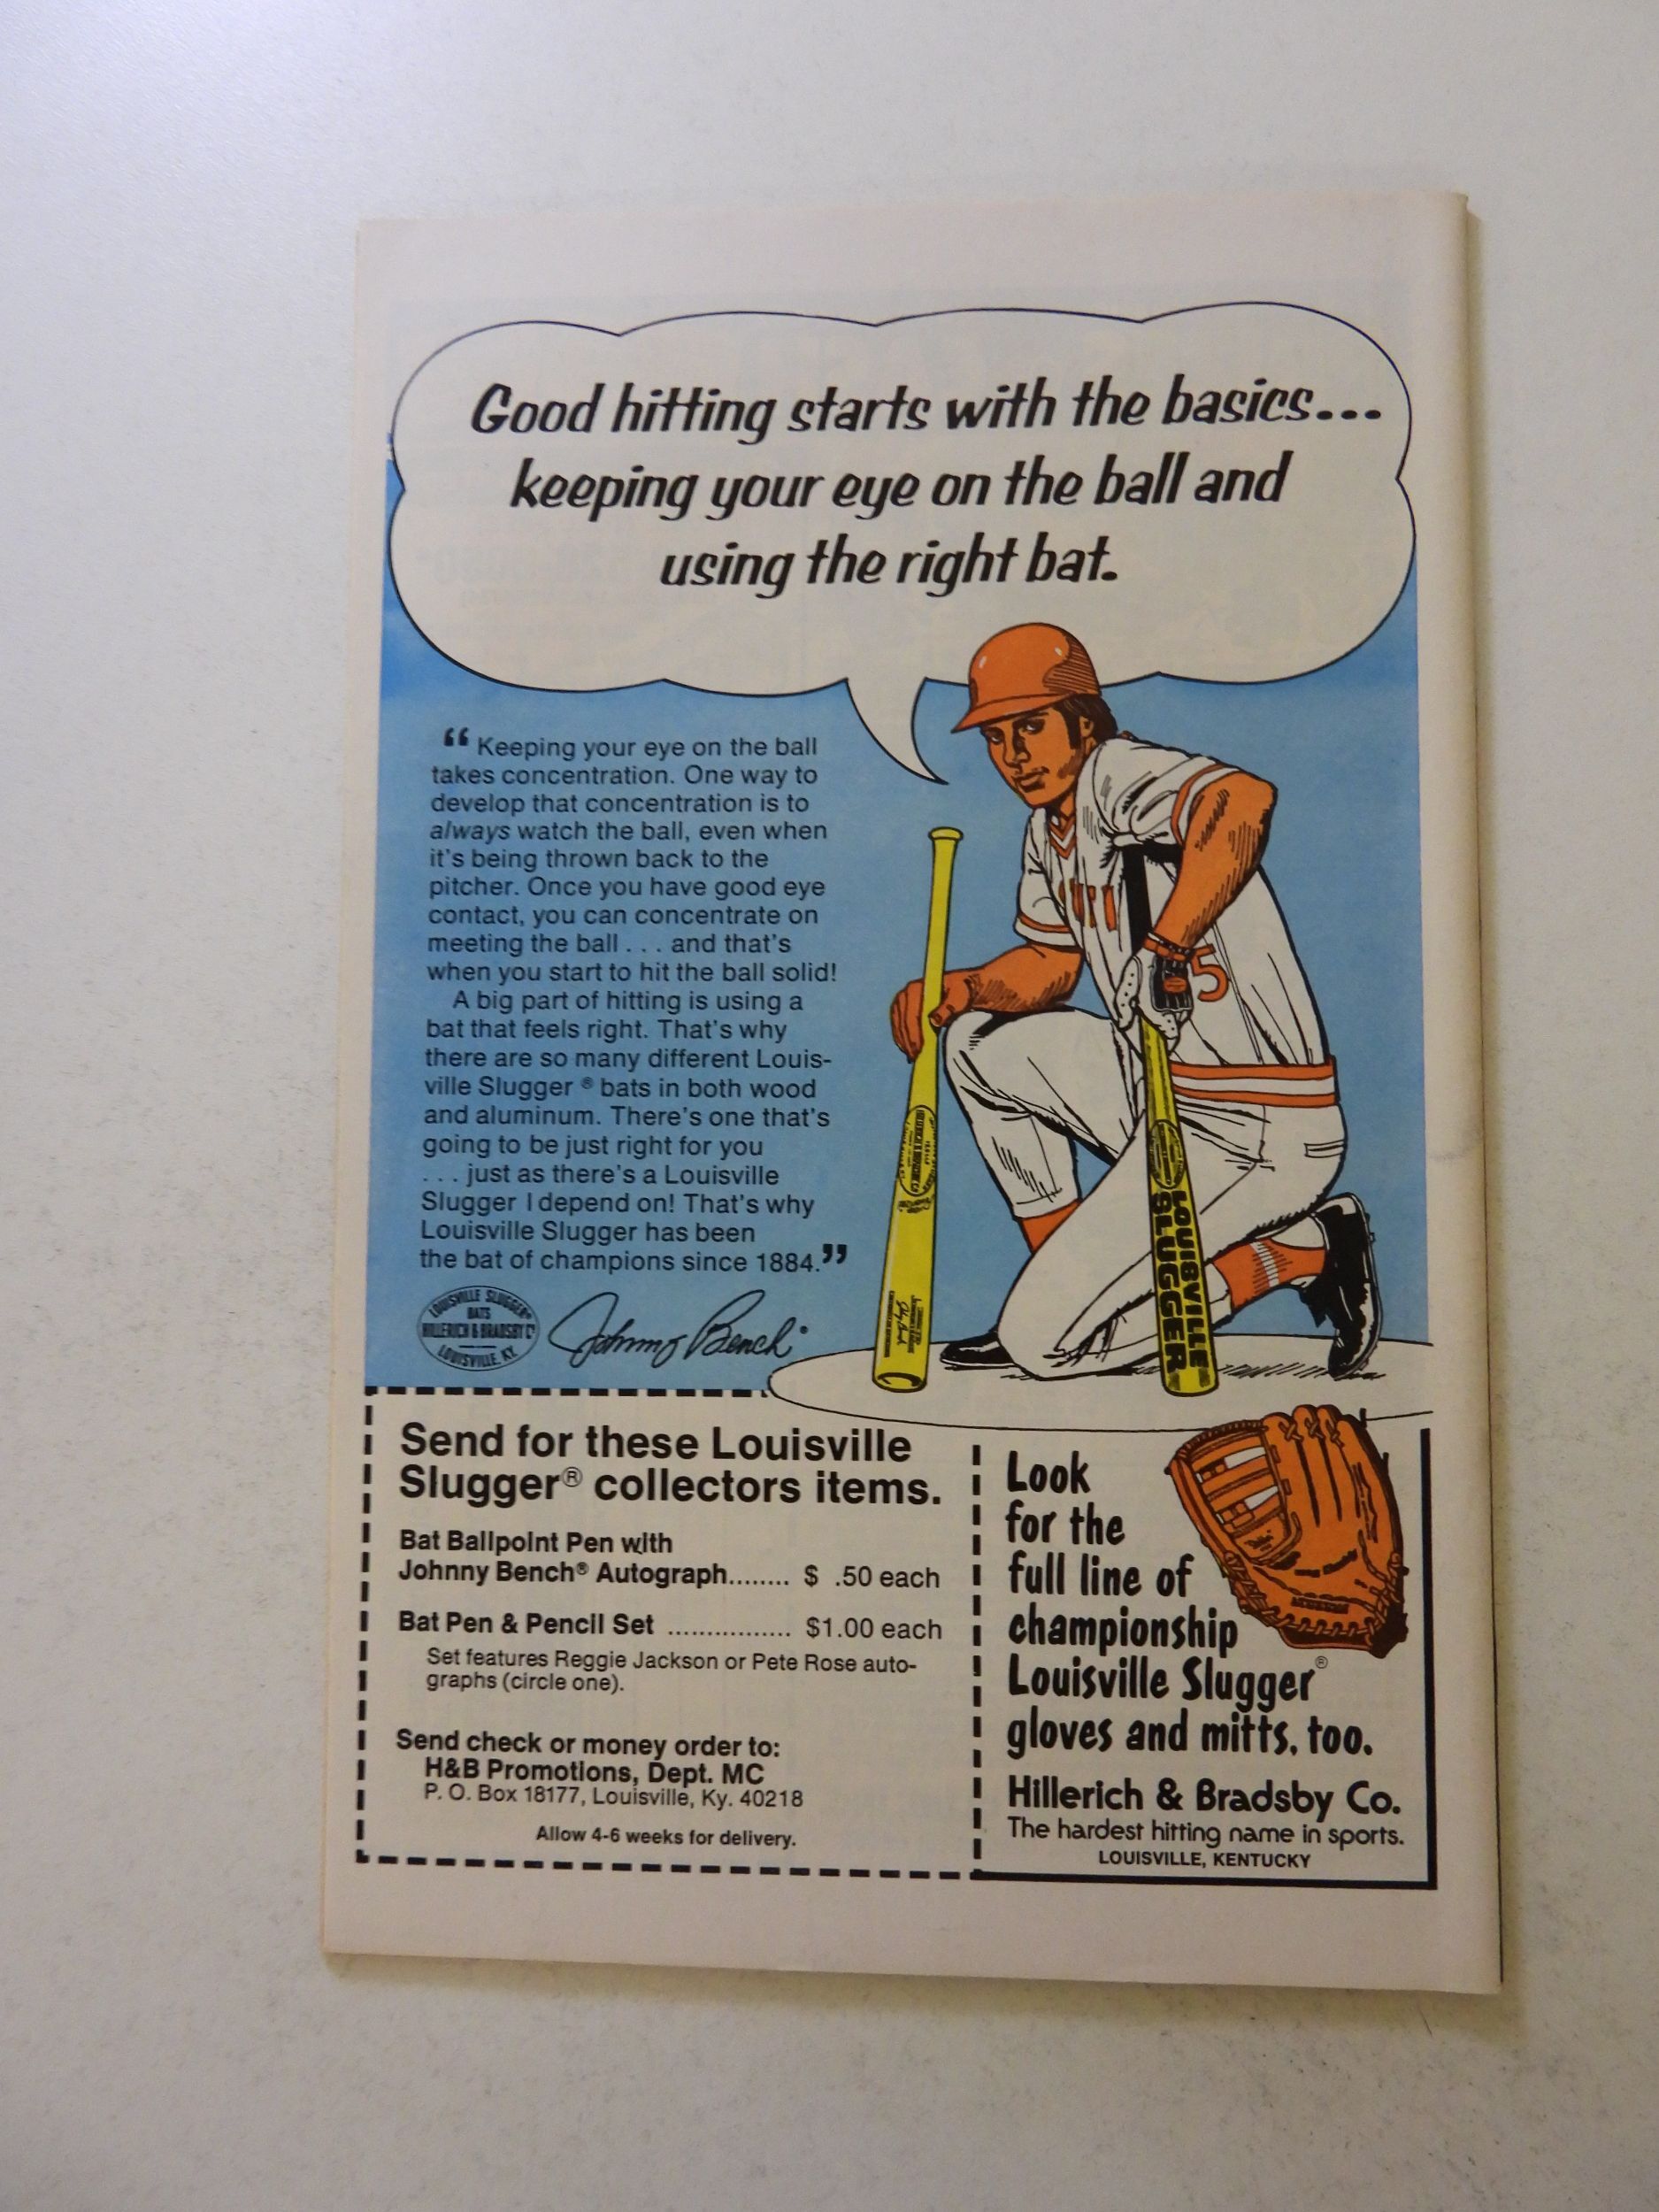 Good hitting starts with the basics...
keeping your eye on the ball and
using the right bat.
“Keeping your eye on the ball
takes concentration. One way to
develop that concentration is to
always watch the ball, even when
it's being thrown back to the
pitcher. Once you have good eye
contact, you can concentrate on
meeting the ball . . . and that's
when you start to hit the ball solid!
A big part of hitting is using a
bat that feels right. That's why
there are so many different Louis-
ville Slugger ® bats in both wood
and aluminum. There's one that's
going to be just right for you
. . . just as there's a Louisville
Slugger I depend on! That's why
Louisville Slugger has been
the bat of champions since 1884.”
LOUISVILLE SLUGGER®
BATS
HILLERICH & BRADSBY Cº
LOUISVILLE, KY.
Johnny Bench
5
LOUISVILLE
SLUGGER
Send for these Louisville
Slugger® collectors items.
Bat Ballpoint Pen with
Johnny Bench® Autograph........ $ .50 each
Bat Pen & Pencil Set ................ $1.00 each
Set features Reggie Jackson or Pete Rose auto-
graphs (circle one).
Send check or money order to:
H&B Promotions, Dept. MC
P. O. Box 18177, Louisville, Ky. 40218
Allow 4-6 weeks for delivery.
Look
for the
full line of
championship
Louisville Slugger®
gloves and mitts, too.
Hillerich & Bradsby Co.
The hardest hitting name in sports.
LOUISVILLE, KENTUCKY